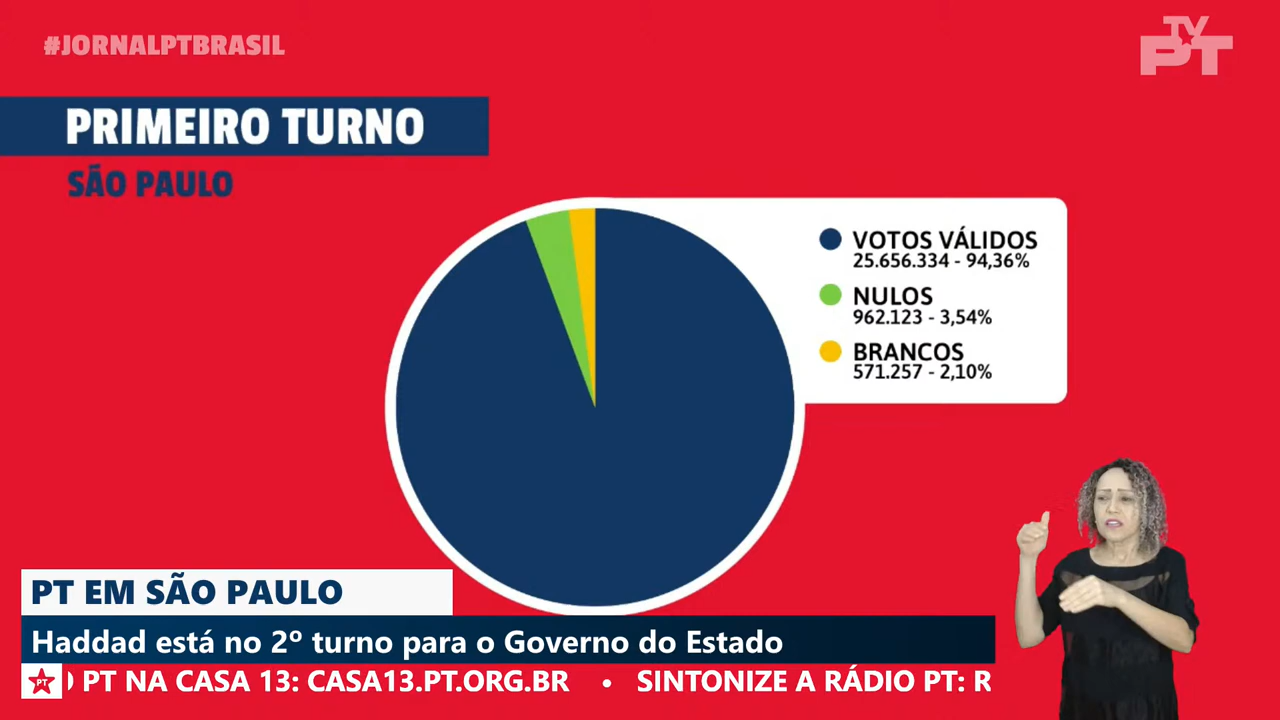 #JORNALPTBRASIL
TV
PT
PRIMEIRO TURNO
SÃO PAULO
VOTOS VÁLIDOS
25.656.334 - 94,36%
NULOS
962.123 - 3,54%
BRANCOS
571.257 - 2,10%
PT EM SÃO PAULO
Haddad está no 2º turno para o Governo do Estado
PT PT NA CASA 13: CASA13.PT.ORG.BR • SINTONIZE A RÁDIO PT: R